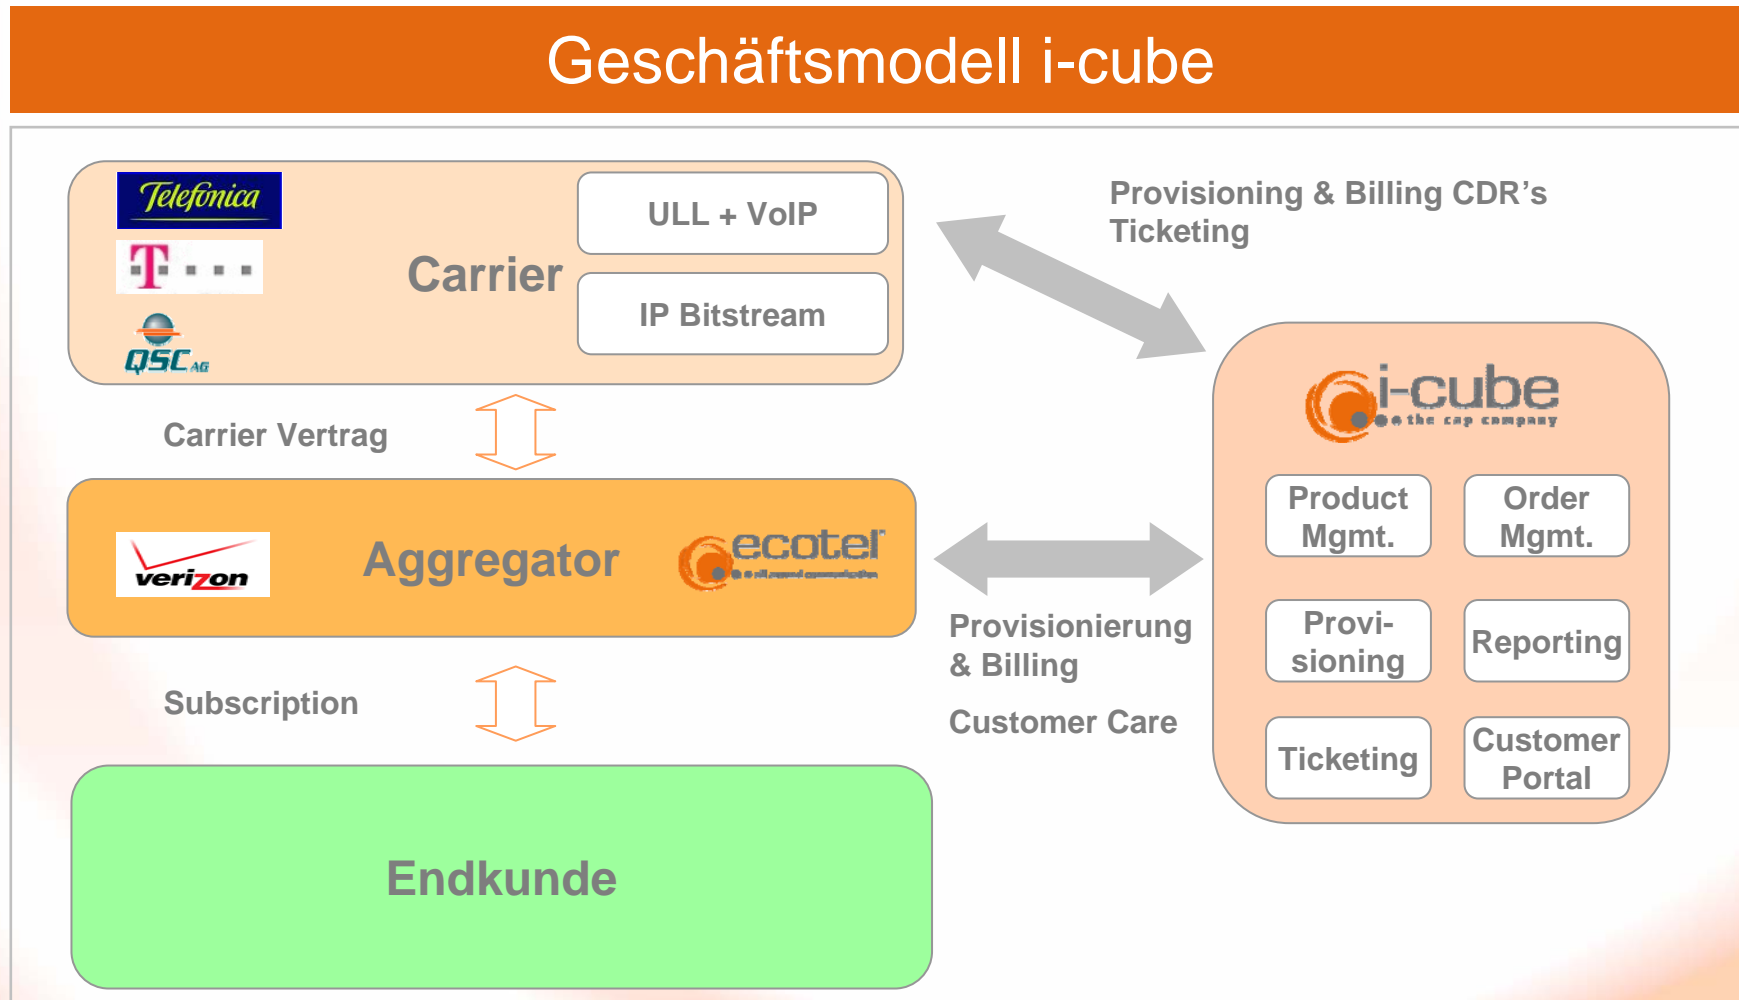 Geschäftsmodell i-cube
Telefónica
T
QSC AG
Carrier
ULL + VoIP
IP Bitstream
Provisioning & Billing CDR's
Ticketing
Carrier Vertrag
verizon
Aggregator
ecotel
Provisionierung
& Billing
Customer Care
Subscription
Endkunde
i-cube
the cap company
Product
Mgmt.
Order
Mgmt.
Provi-
sioning
Reporting
Ticketing
Customer
Portal